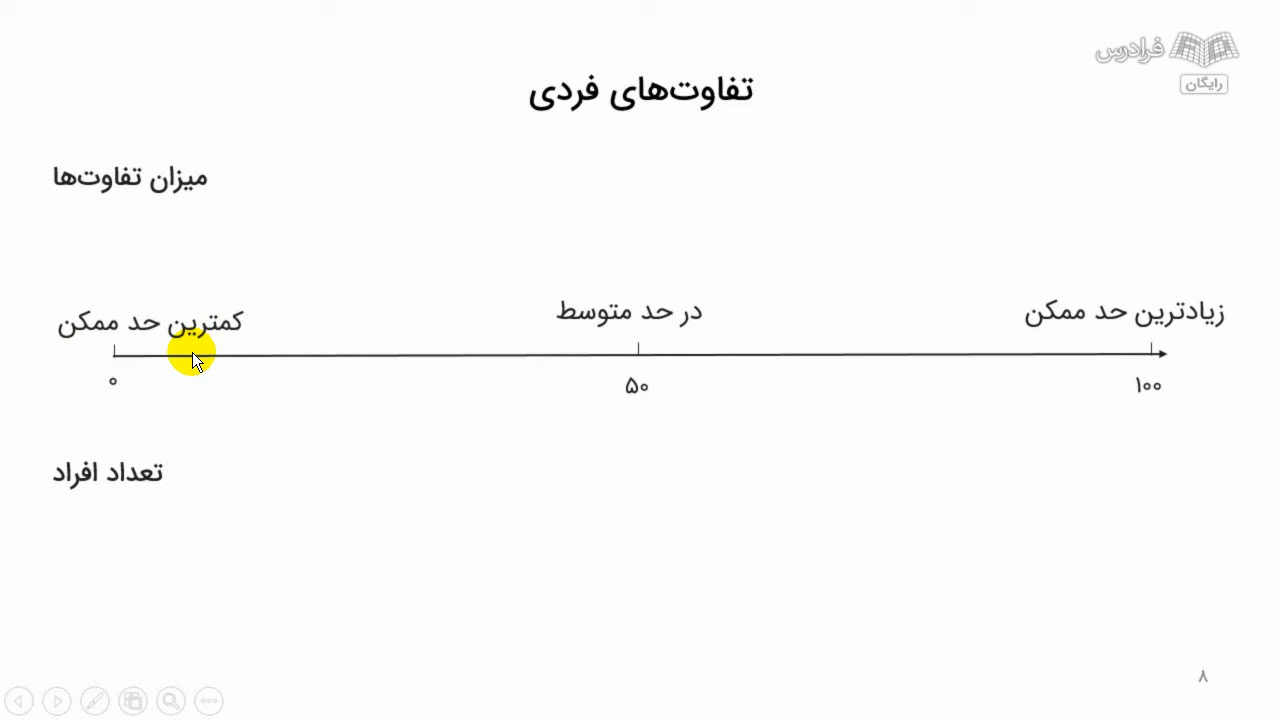 فرادرس
رایگان
تفاوت‌های فردی
میزان تفاوت‌ها
زیادترین حد ممکن
در حد متوسط
کمترین حد ممکن
۱۰۰
۵۰
۰
تعداد افراد
۸